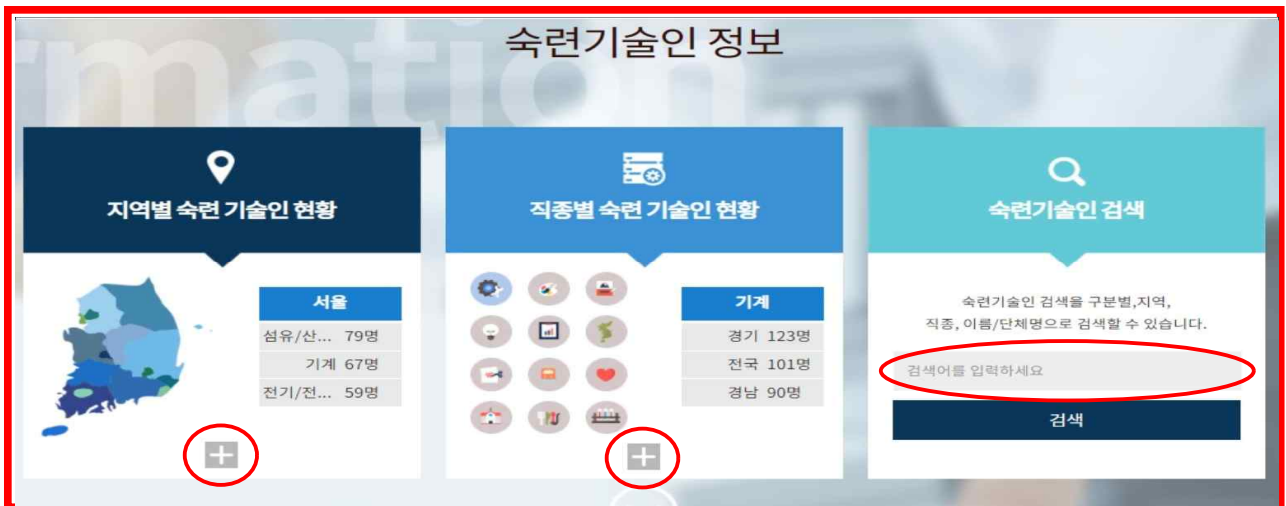 숙련기술인 정보
rmation
지역별 숙련 기술인 현황
서울
섬유/산... 79명
기계 67명
전기/전... 59명
직종별 숙련 기술인 현황
기계
경기 123명
전국 101명
경남 90명
숙련기술인 검색
숙련기술인 검색을 구분별,지역,
직종, 이름/단체명으로 검색할 수 있습니다.
검색어를 입력하세요
검색